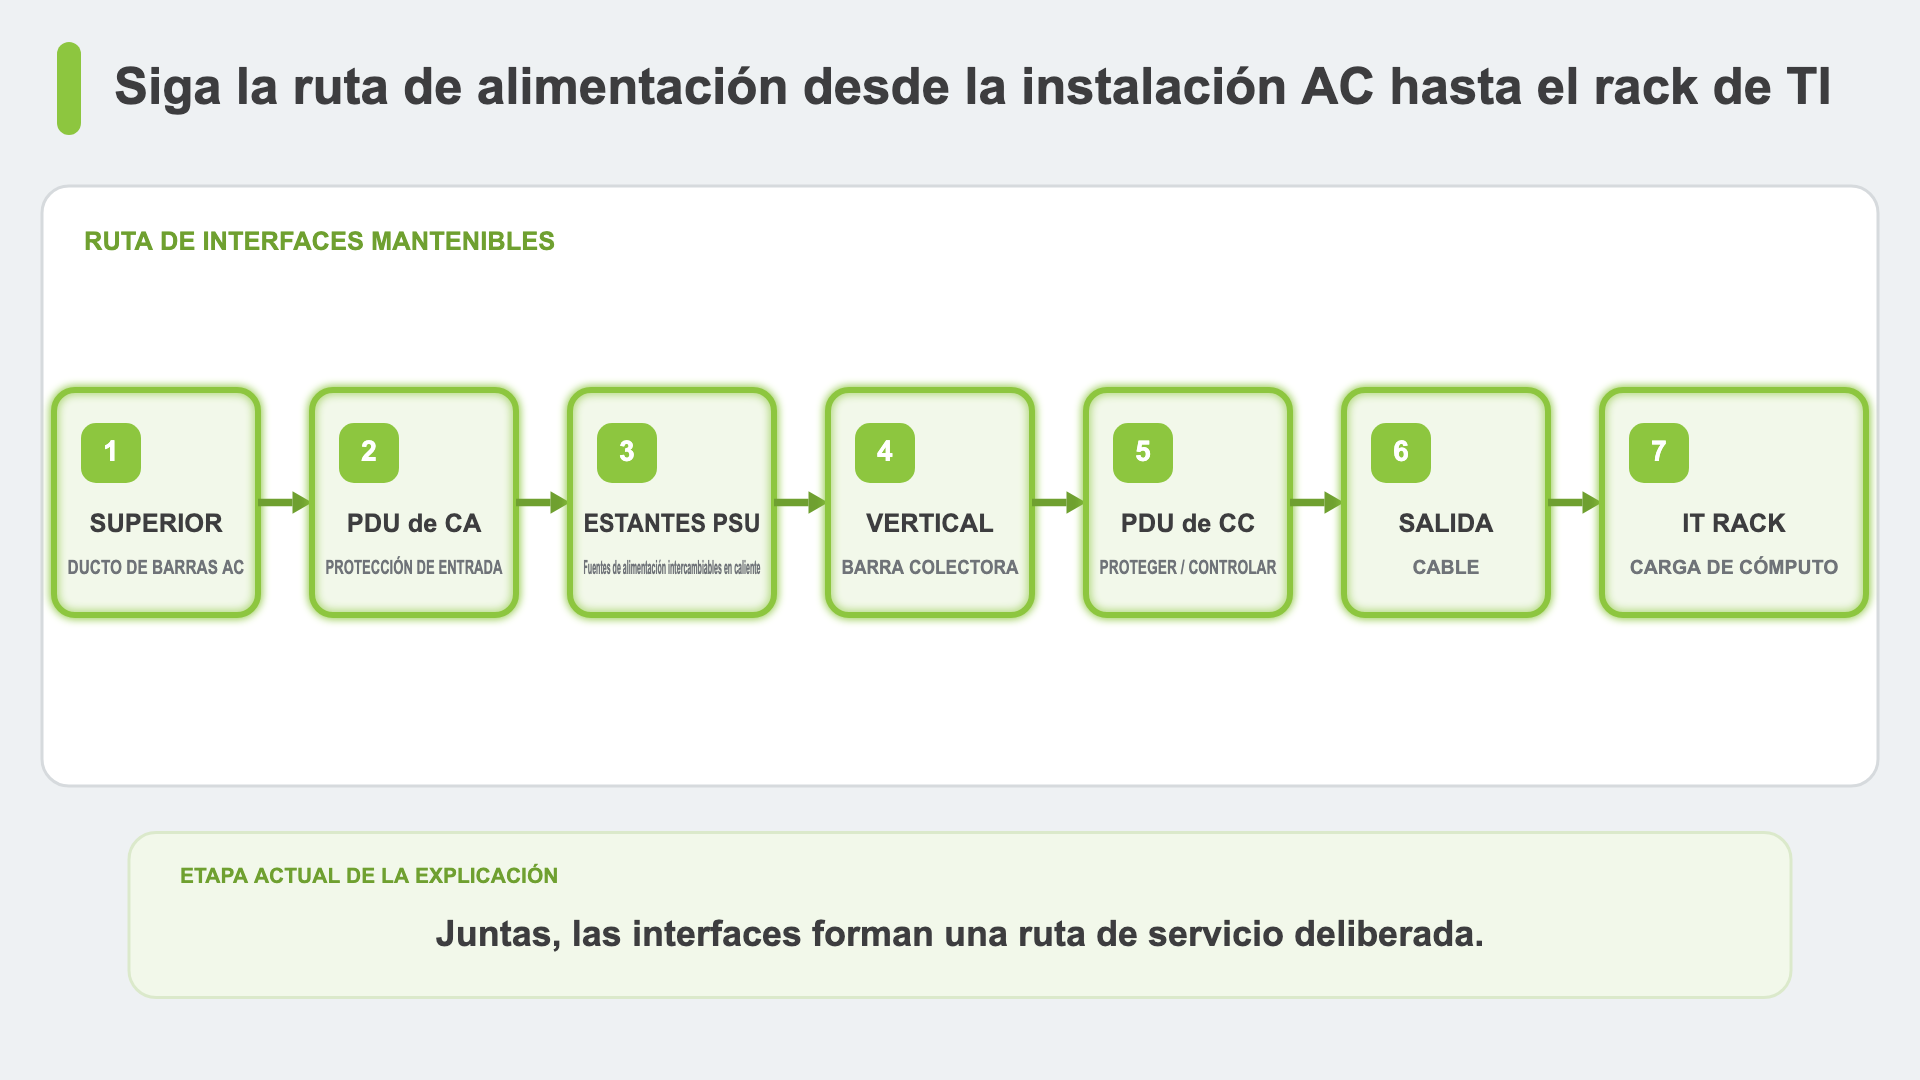 Siga la ruta de alimentación desde la instalación AC hasta el rack de TI
RUTA DE INTERFACES MANTENIBLES
1
SUPERIOR
DUCTO DE BARRAS AC
2
PDU de CA
PROTECCIÓN DE ENTRADA
3
ESTANTES PSU
Fuentes de alimentación intercambiables en caliente
4
VERTICAL
BARRA COLECTORA
5
PDU de CC
PROTEGER / CONTROLAR
6
SALIDA
CABLE
7
IT RACK
CARGA DE CÓMPUTO
ETAPA ACTUAL DE LA EXPLICACIÓN
Juntas, las interfaces forman una ruta de servicio deliberada.